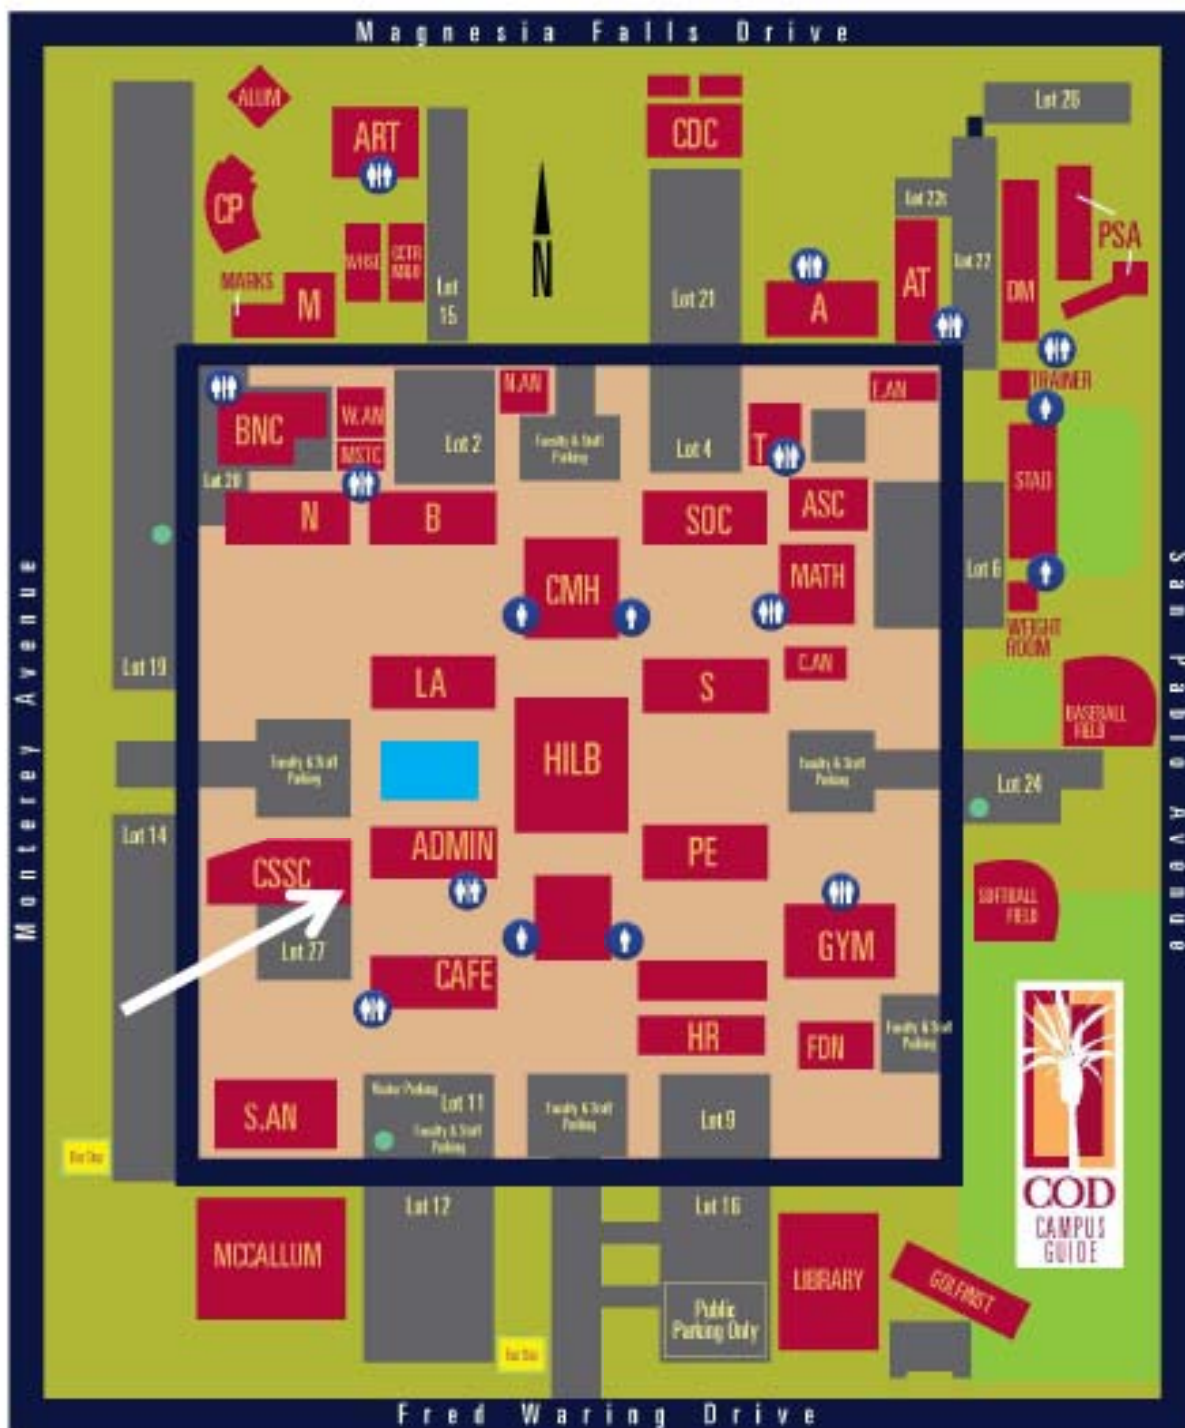 Magnesia Falls Drive
ALUM
ART
CDC
Lot 26
CP
Lot 22t
PSA
WHSE
CCTR
M&O
Lot
15
Lot 21
A
AT
Lot 22
DM
MARKS
M
N
TRAINER
BNC
W.AN
MSTC
Lot 2
N.AN
Faculty & Staff
Parking
Lot 4
T
E.AN
STAD
Lot 20
N
B
SOC
ASC
Lot 6
CMH
MATH
WEIGHT
ROOM
Monterey Avenue
San Pablo Avenue
Lot 19
LA
S
C.AN
BASEBALL
FIELD
Faculty & Staff
Parking
HILB
Faculty & Staff
Parking
Lot 24
Lot 14
CSSC
ADMIN
PE
SOFTBALL
FIELD
Lot 27
CAFE
GYM
HR
FDN
Faculty & Staff
Parking
S.AN
Lot 11
Faculty & Staff
Parking
Faculty & Staff
Parking
Lot 9
Bus Stop
COD
CAMPUS
GUIDE
MCCALLUM
Lot 12
Lot 16
LIBRARY
GOLFINST
Public
Parking Only
Bus Stop
Fred Waring Drive